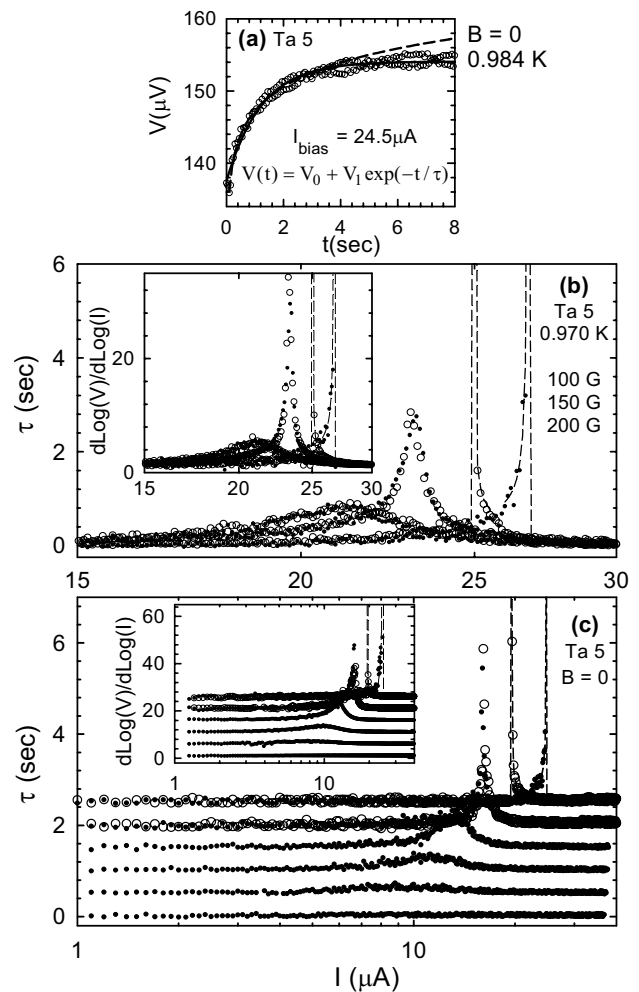 (a) Ta 5
B = 0
0.984 K
V(μV)
160
150
140
I_bias = 24.5μA
V(t) = V₀ + V₁ exp(−t / τ)
0 2 4 6 8
t(sec)
6
4
2
0
τ (sec)
dLog(V)/dLog(I)
20
0
15 20 25 30
(b)
Ta 5
0.970 K
100 G
150 G
200 G
15 20 25 30
6
4
2
0
τ (sec)
dLog(V)/dLog(I)
60
40
20
0
1 10
(c)
Ta 5
B = 0
1 10
I (μA)